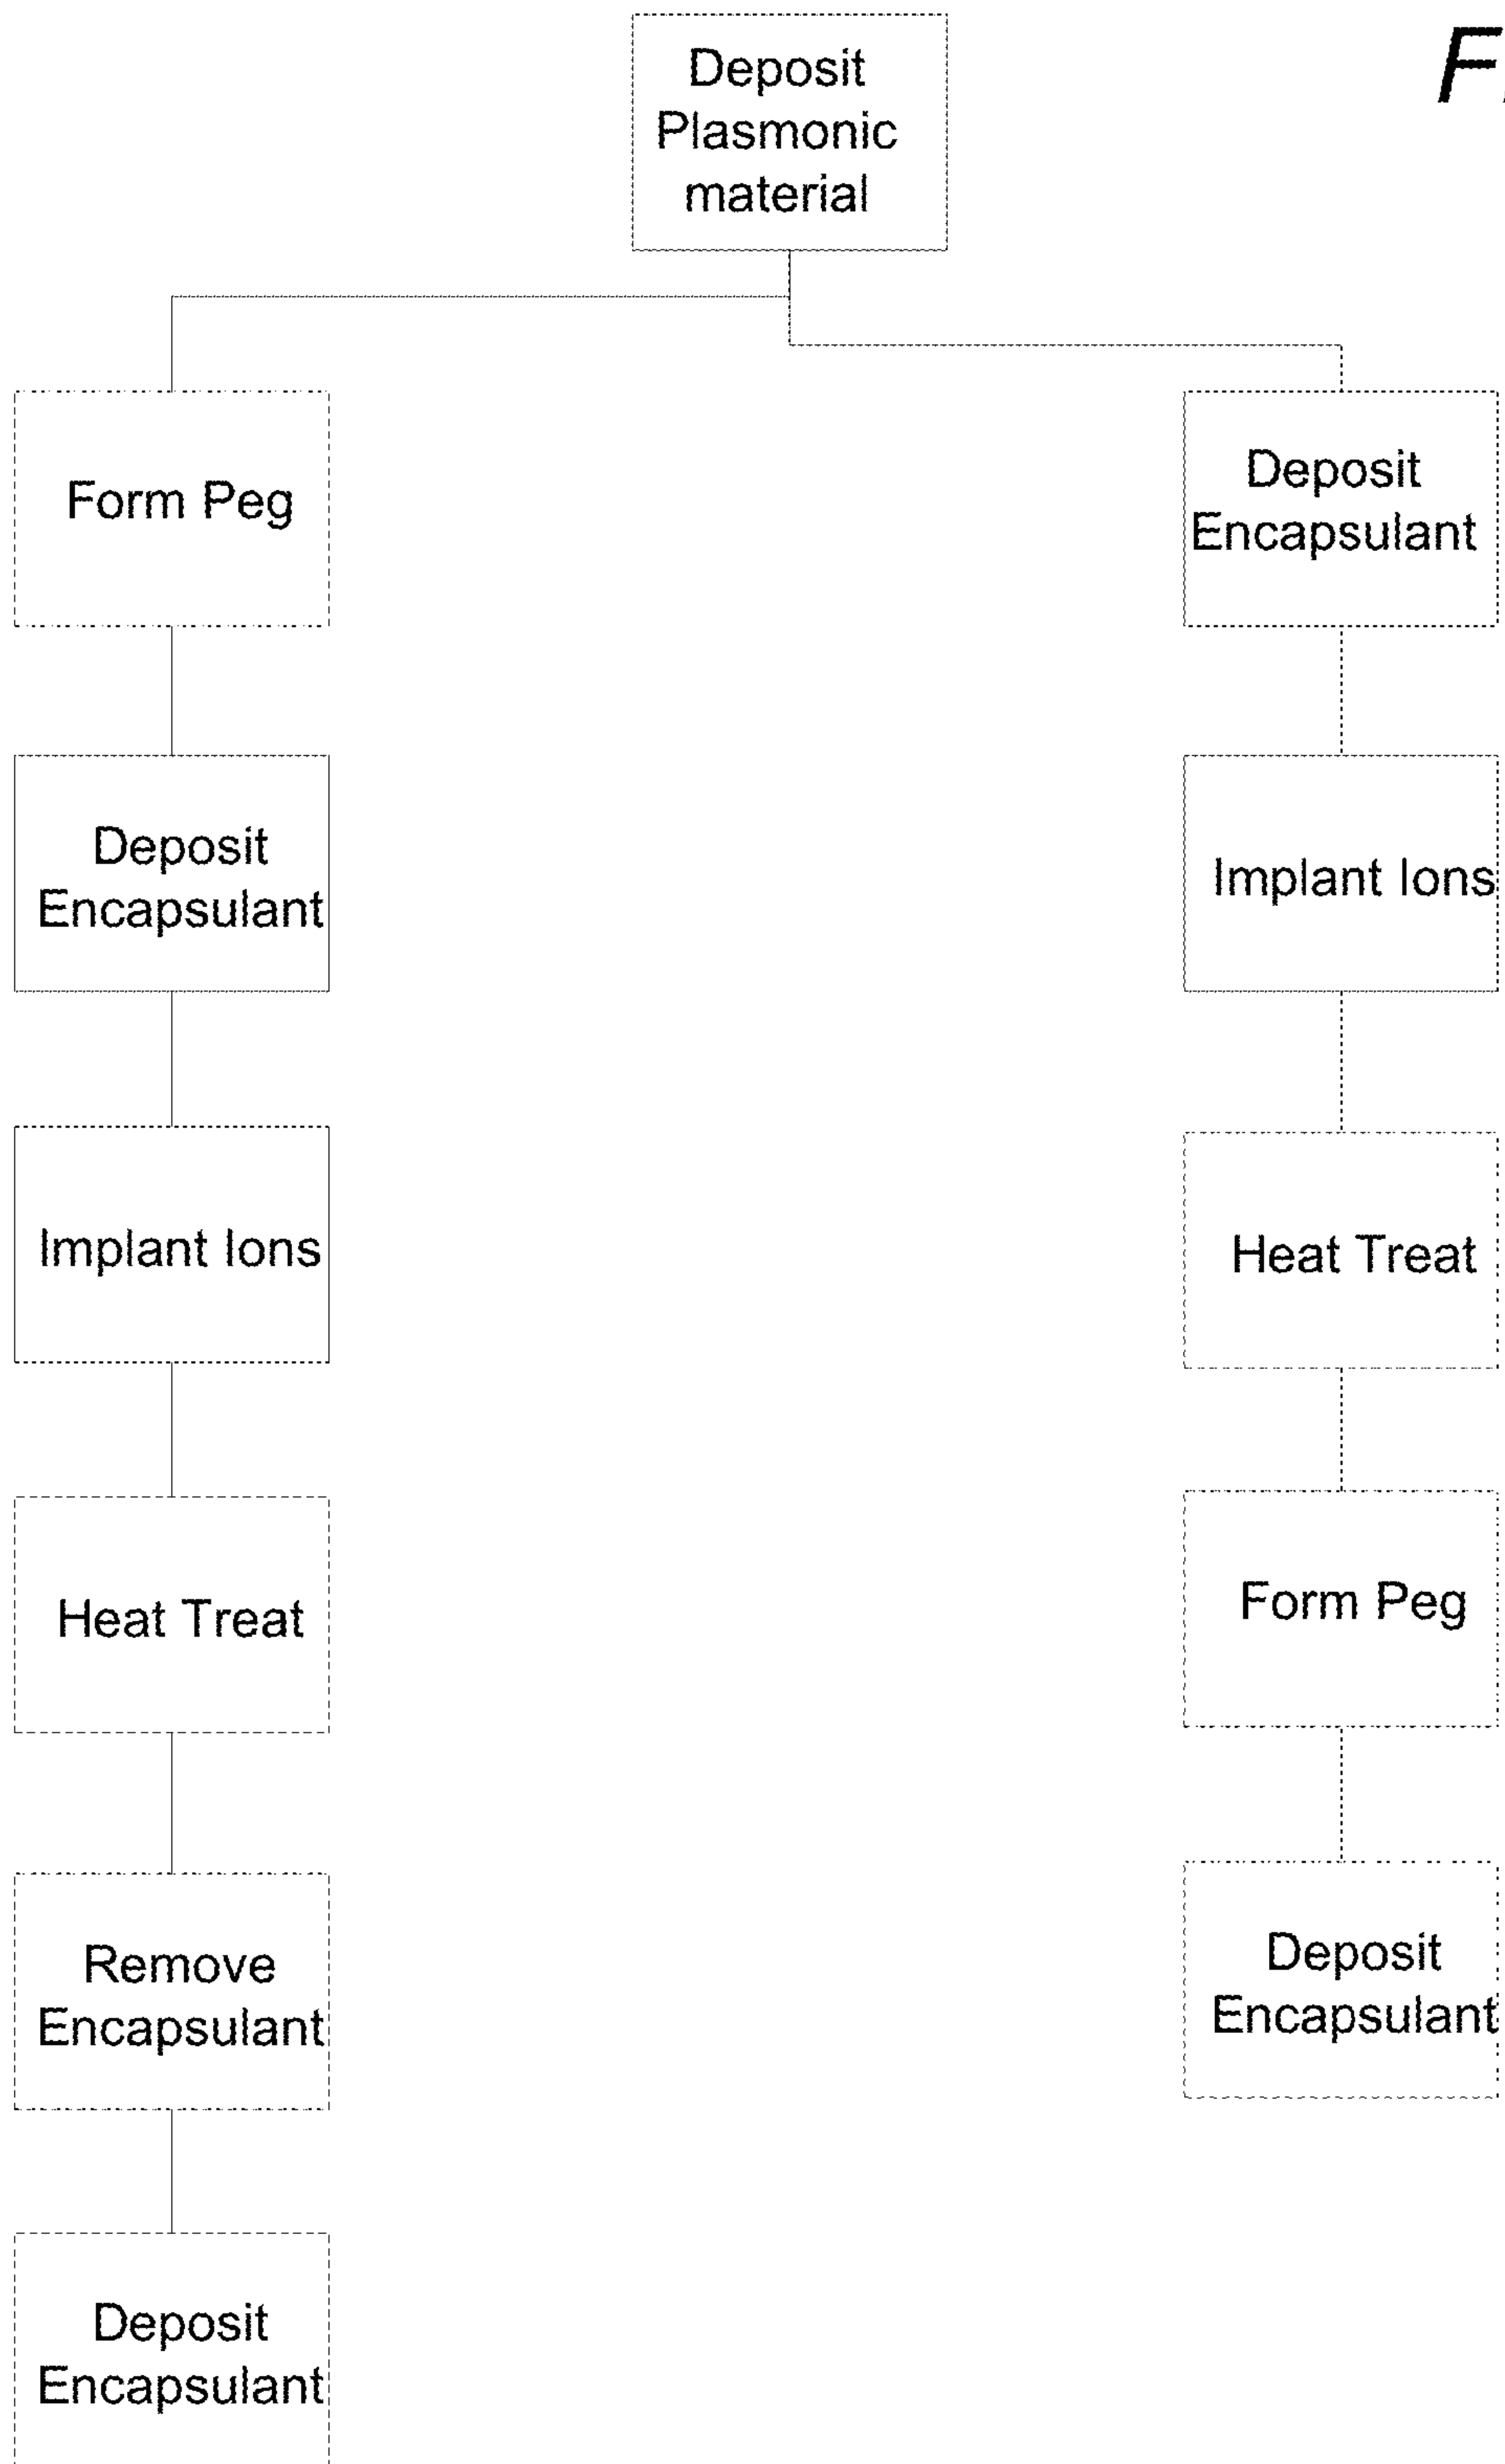 Deposit
Plasmonic
material
Form Peg
Deposit
Encapsulant
Implant Ions
Heat Treat
Remove
Encapsulant
Deposit
Encapsulant
Deposit
Encapsulant
Implant Ions
Heat Treat
Form Peg
Deposit
Encapsulant